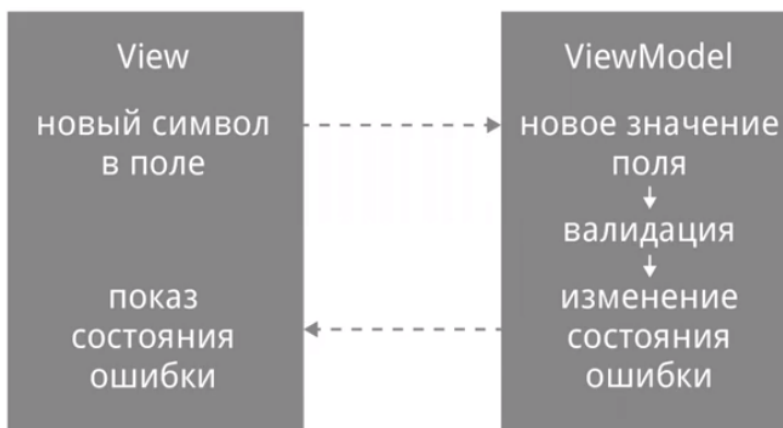 View
новый символ
в поле
показ
состояния
ошибки
ViewModel
новое значение
поля
валидация
изменение
состояния
ошибки